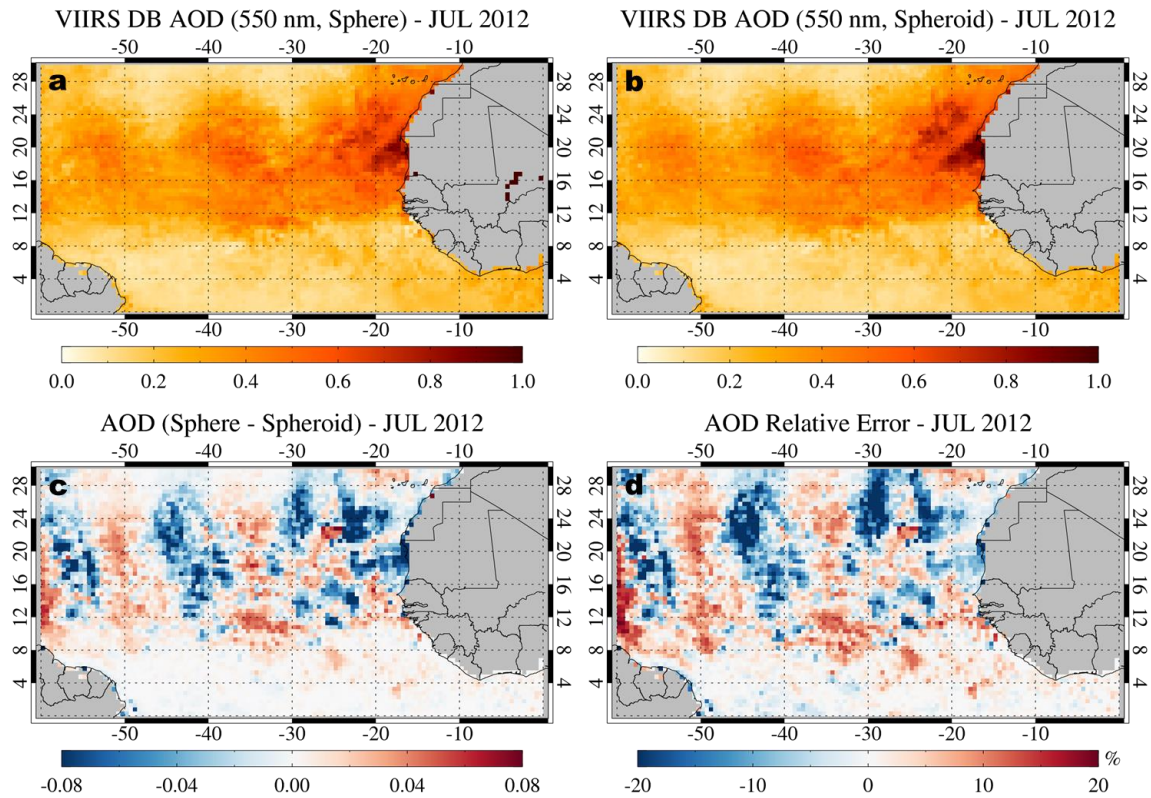 VIIRS DB AOD (550 nm, Sphere) - JUL 2012
-50 -40 -30 -20 -10
a
28
24
20
16
12
8
4
28
24
20
16
12
8
4
-50 -40 -30 -20 -10
0.0 0.2 0.4 0.6 0.8 1.0
VIIRS DB AOD (550 nm, Spheroid) - JUL 2012
-50 -40 -30 -20 -10
b
28
24
20
16
12
8
4
28
24
20
16
12
8
4
-50 -40 -30 -20 -10
0.0 0.2 0.4 0.6 0.8 1.0
AOD (Sphere - Spheroid) - JUL 2012
-50 -40 -30 -20 -10
c
28
24
20
16
12
8
4
28
24
20
16
12
8
4
-50 -40 -30 -20 -10
-0.08 -0.04 0.00 0.04 0.08
AOD Relative Error - JUL 2012
-50 -40 -30 -20 -10
d
28
24
20
16
12
8
4
28
24
20
16
12
8
4
-50 -40 -30 -20 -10
-20 -10 0 10 20 %